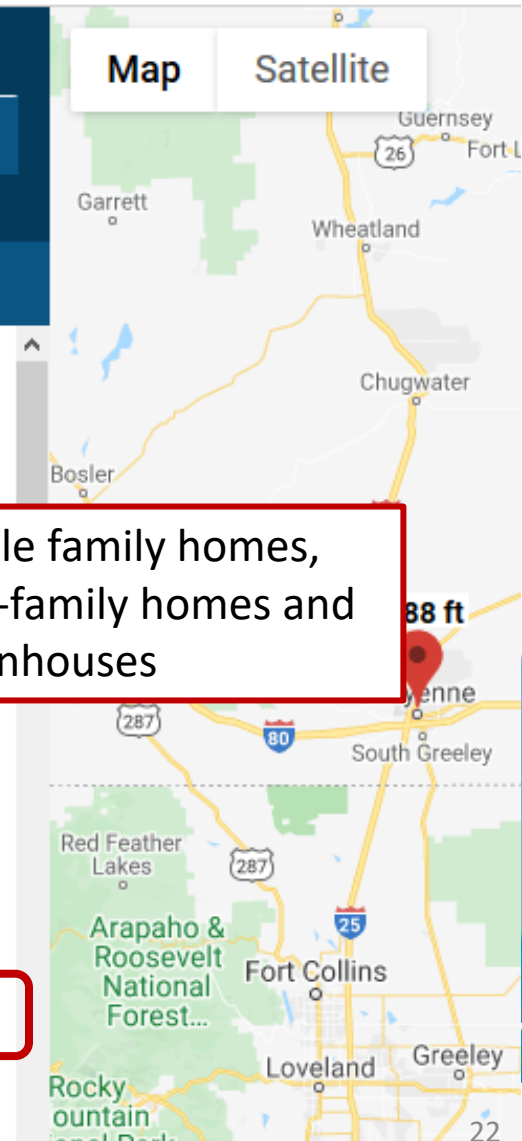 Map Satellite
Guernsey
26
Fort L
Garrett
Wheatland
Chugwater
Bosler
le family homes,
-family homes and
nhouses
88 ft
yenne
287
80
South Greeley
Red Feather
Lakes
287
Arapaho &
Roosevelt
National
Forest...
25
Fort Collins
Loveland
Greeley
Rocky
ountain
22